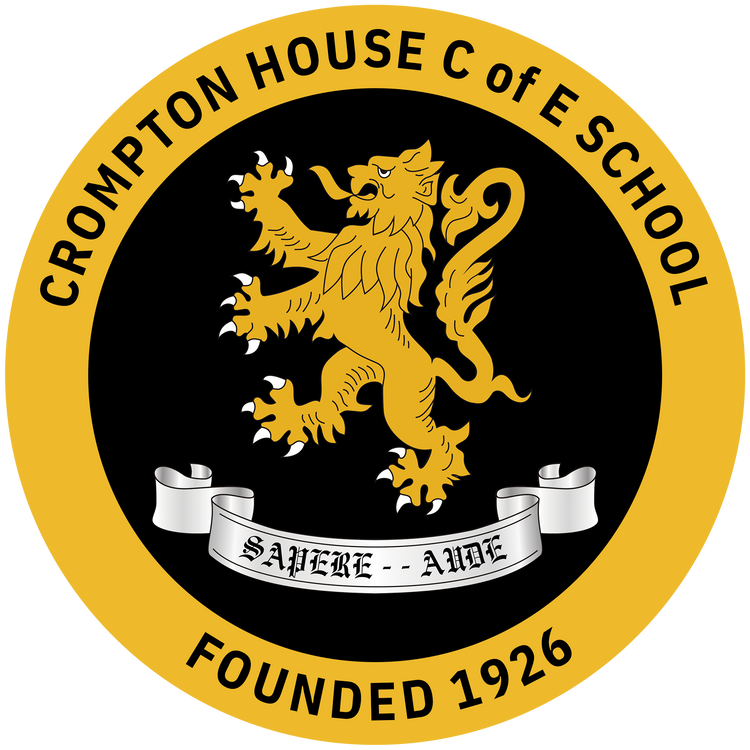 CROMPTON HOUSE C of E SCHOOL
SAPERE -- AUDE
FOUNDED 1926